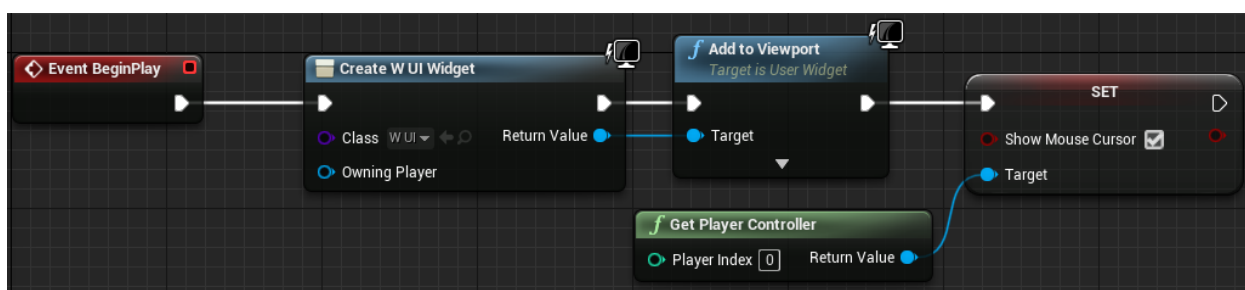 Event BeginPlay
Create W UI Widget
Class W UI
Return Value
Owning Player
f Add to Viewport
Target is User Widget
Target
SET
Show Mouse Cursor
Target
f Get Player Controller
Player Index 0
Return Value